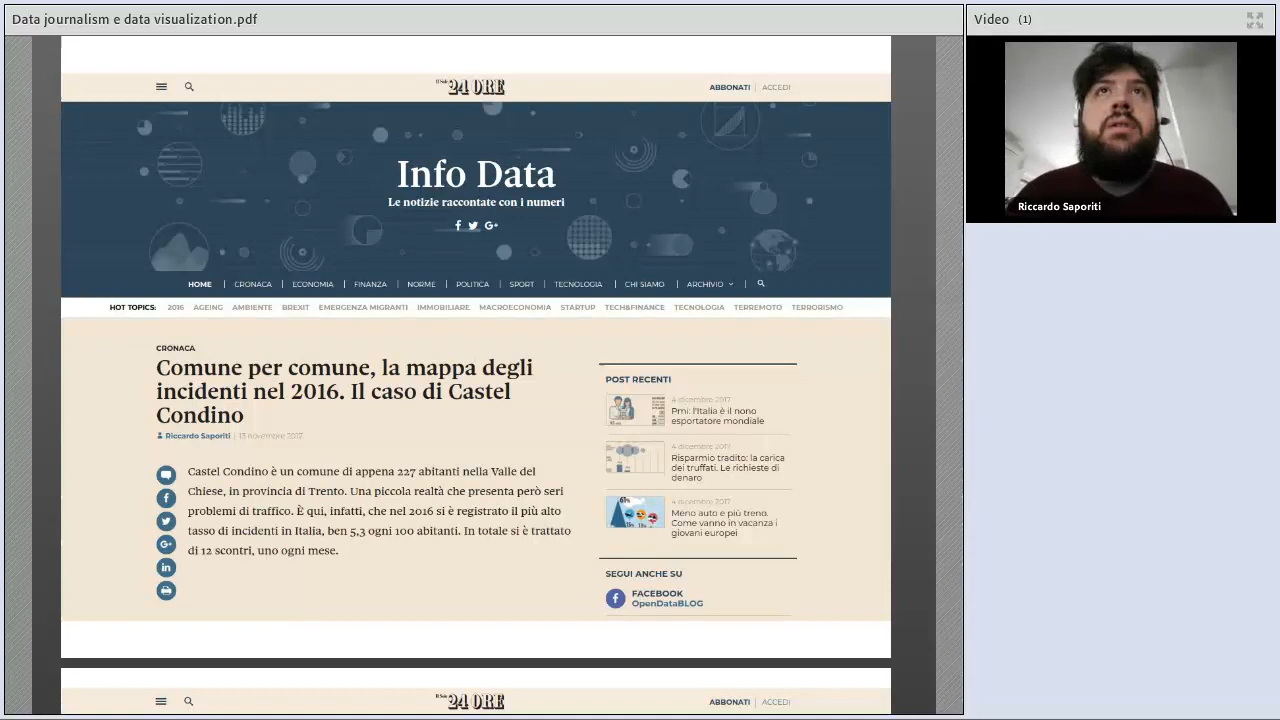 Data journalism e data visualization.pdf
Video (1)
Riccardo Saporiti
Il Sole
24 ORE
ABBONATI | ACCEDI
Info Data
Le notizie raccontate con i numeri
HOME | CRONACA | ECONOMIA | FINANZA | NORME | POLITICA | SPORT | TECNOLOGIA | CHI SIAMO | ARCHIVIO
HOT TOPICS: 2016 AGEING AMBIENTE BREXIT EMERGENZA MIGRANTI IMMOBILIARE MACROECONOMIA STARTUP TECH&FINANCE TECNOLOGIA TERREMOTO TERRORISMO
CRONACA
Comune per comune, la mappa degli
incidenti nel 2016. Il caso di Castel
Condino
Riccardo Saporiti | 13 novembre 2017
Castel Condino è un comune di appena 227 abitanti nella Valle del
Chiese, in provincia di Trento. Una piccola realtà che presenta però seri
problemi di traffico. È qui, infatti, che nel 2016 si è registrato il più alto
tasso di incidenti in Italia, ben 5,3 ogni 100 abitanti. In totale si è trattato
di 12 scontri, uno ogni mese.
POST RECENTI
4 dicembre 2017
Pmi: l'Italia è il nono
esportatore mondiale
4 dicembre 2017
Risparmio tradito: la carica
dei truffati. Le richieste di
denaro
4 dicembre 2017
Meno auto e più treno.
Come vanno in vacanza i
giovani europei
61%
SEGUI ANCHE SU
FACEBOOK
OpenDataBLOG
Il Sole
24 ORE
ABBONATI | ACCEDI